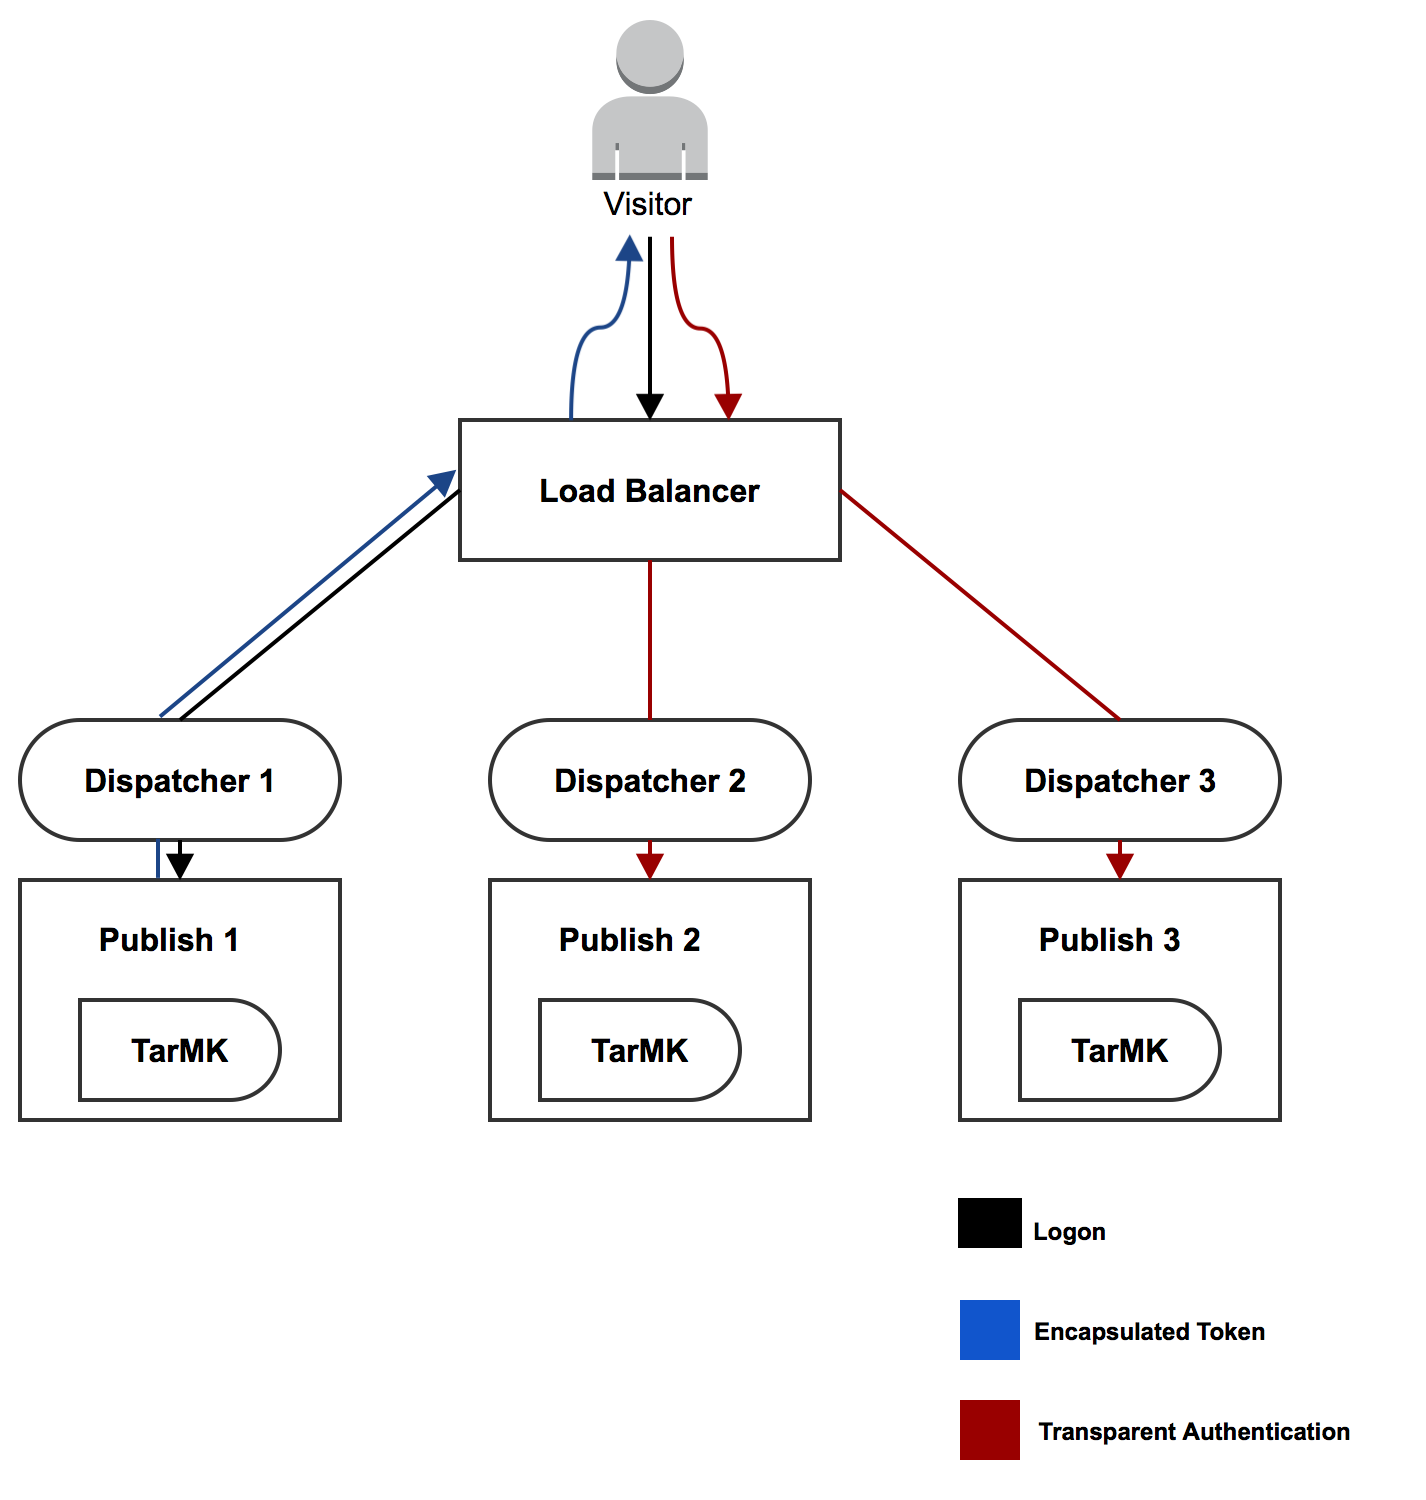 Visitor
Load Balancer
Dispatcher 1
Dispatcher 2
Dispatcher 3
Publish 1
Publish 2
Publish 3
TarMK
TarMK
TarMK
Logon
Encapsulated Token
Transparent Authentication